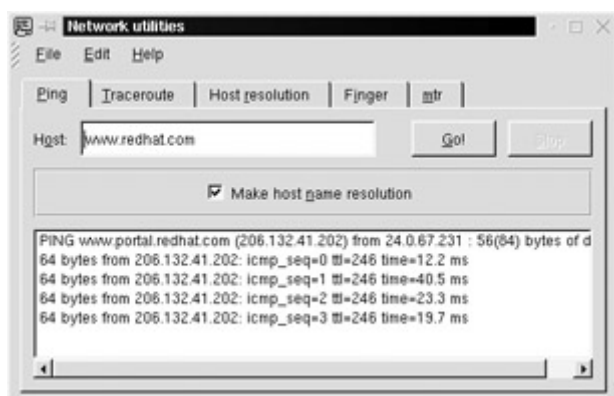 Network utilities
File Edit Help
Ping Traceroute Host resolution Finger mtr
Host: www.redhat.com Go! Stop
Make host name resolution
PING www.portal.redhat.com (206.132.41.202) from 24.0.67.231 : 56(84) bytes of d
64 bytes from 206.132.41.202: icmp_seq=0 ttl=246 time=12.2 ms
64 bytes from 206.132.41.202: icmp_seq=1 ttl=246 time=40.5 ms
64 bytes from 206.132.41.202: icmp_seq=2 ttl=246 time=23.3 ms
64 bytes from 206.132.41.202: icmp_seq=3 ttl=246 time=19.7 ms